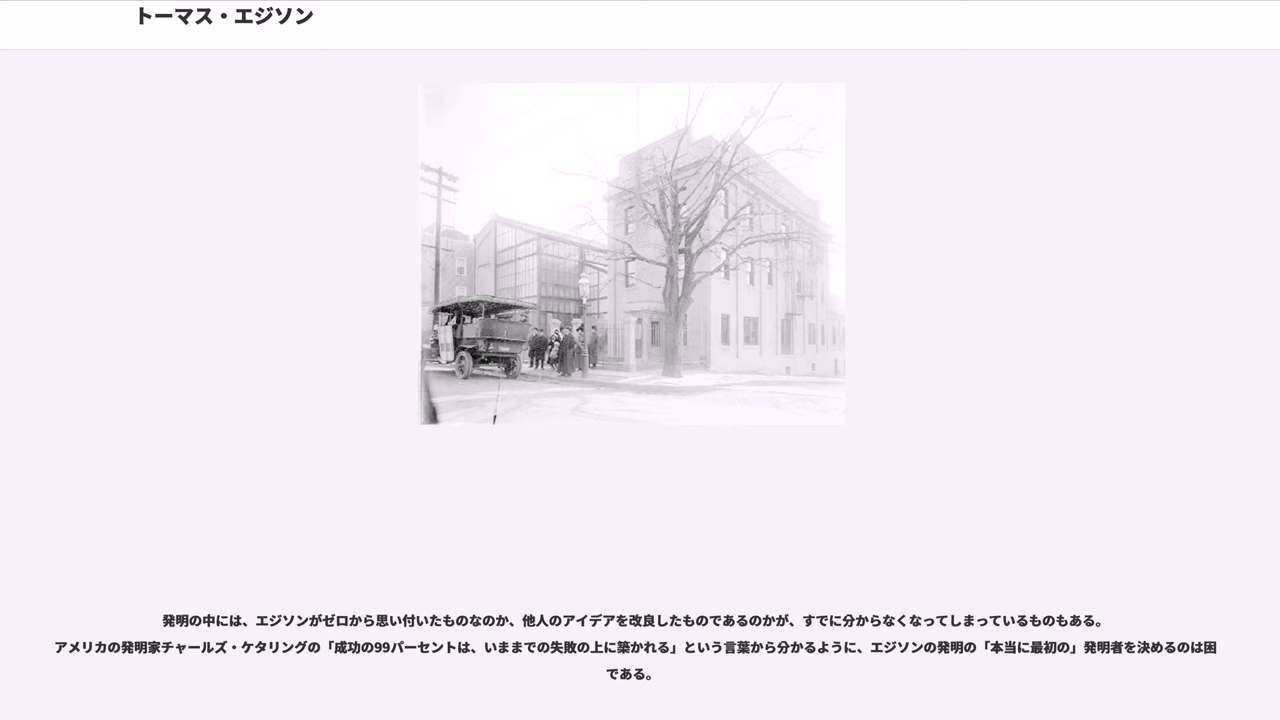 トーマス・エジソン
発明の中には、エジソンがゼロから思い付いたものなのか、他人のアイデアを改良したものであるのかが、すでに分からなくなってしまっているものもある。
アメリカの発明家チャールズ・ケタリングの「成功の99パーセントは、いままでの失敗の上に築かれる」という言葉から分かるように、エジソンの発明の「本当に最初の」発明者を決めるのは困
である。